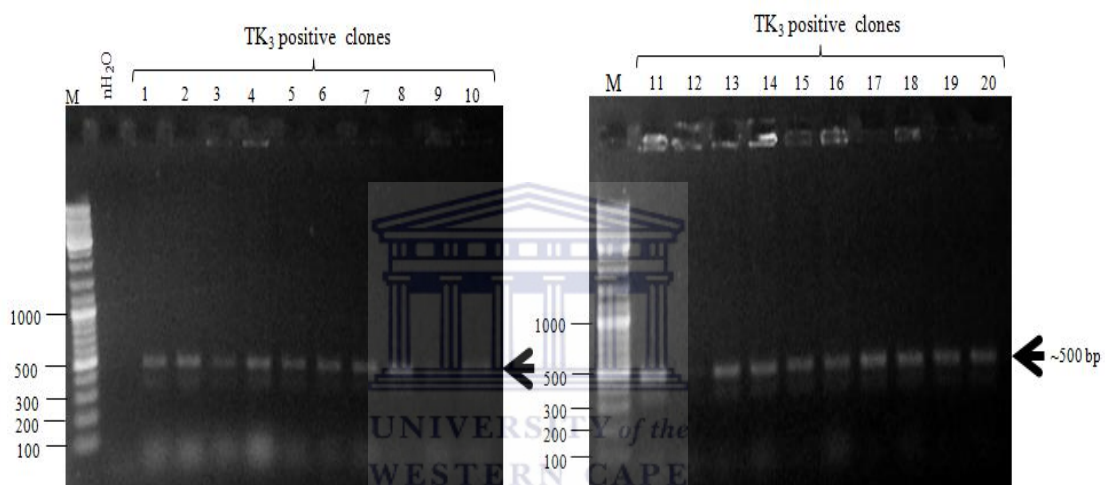 TK₃ positive clones
M nH₂O 1 2 3 4 5 6 7 8 9 10
1000
500
300
200
100
TK₃ positive clones
M 11 12 13 14 15 16 17 18 19 20
1000
500
300
200
100
~500 bp
UNIVERSITY of the
WESTERN CAPE